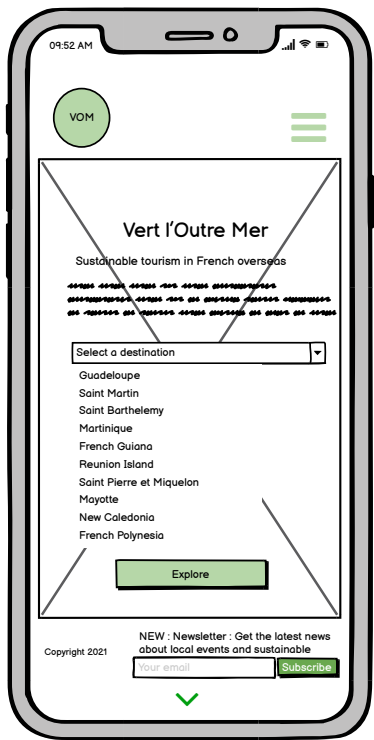 09:52 AM
VOM
Vert l'Outre Mer
Sustainable tourism in French overseas
Select a destination
Guadeloupe
Saint Martin
Saint Barthelemy
Martinique
French Guiana
Reunion Island
Saint Pierre et Miquelon
Mayotte
New Caledonia
French Polynesia
Explore
NEW : Newsletter : Get the latest news
about local events and sustainable
Copyright 2021
Your email
Subscribe